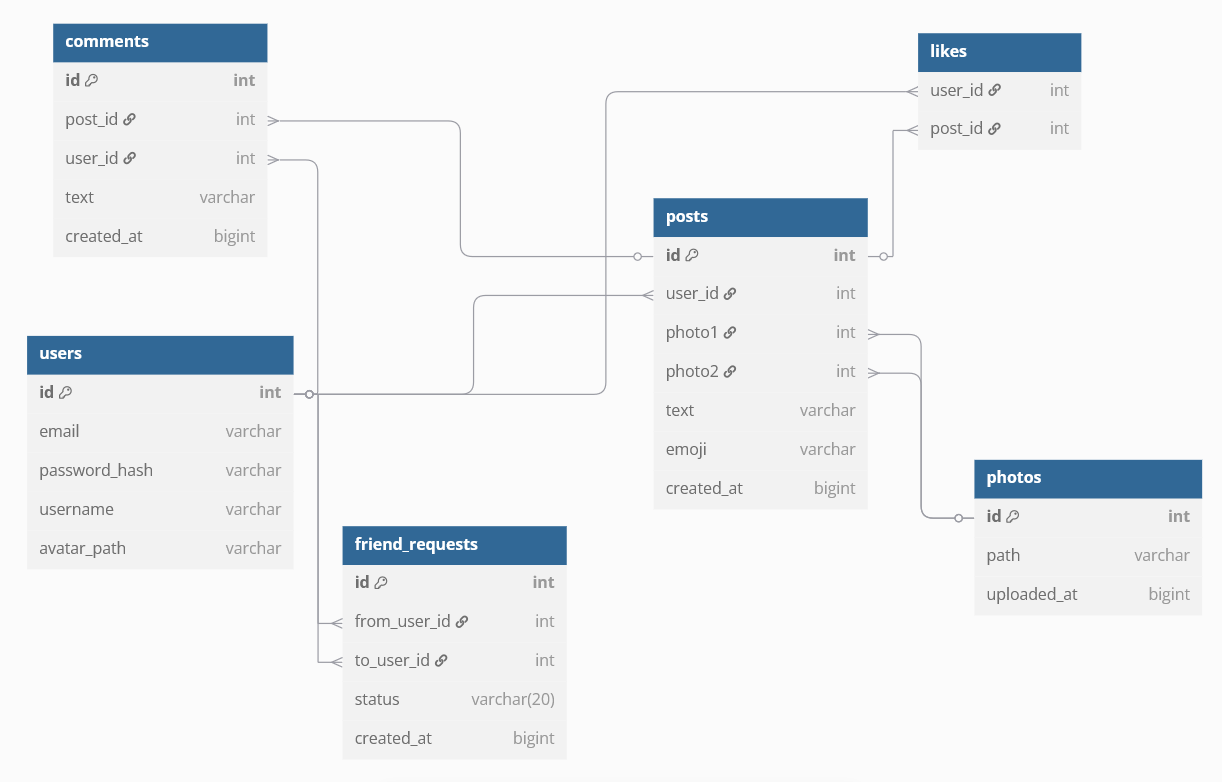 comments
id int
post_id int
user_id int
text varchar
created_at bigint
likes
user_id int
post_id int
posts
id int
user_id int
photo1 int
photo2 int
text varchar
emoji varchar
created_at bigint
users
id int
email varchar
password_hash varchar
username varchar
avatar_path varchar
friend_requests
id int
from_user_id int
to_user_id int
status varchar(20)
created_at bigint
photos
id int
path varchar
uploaded_at bigint